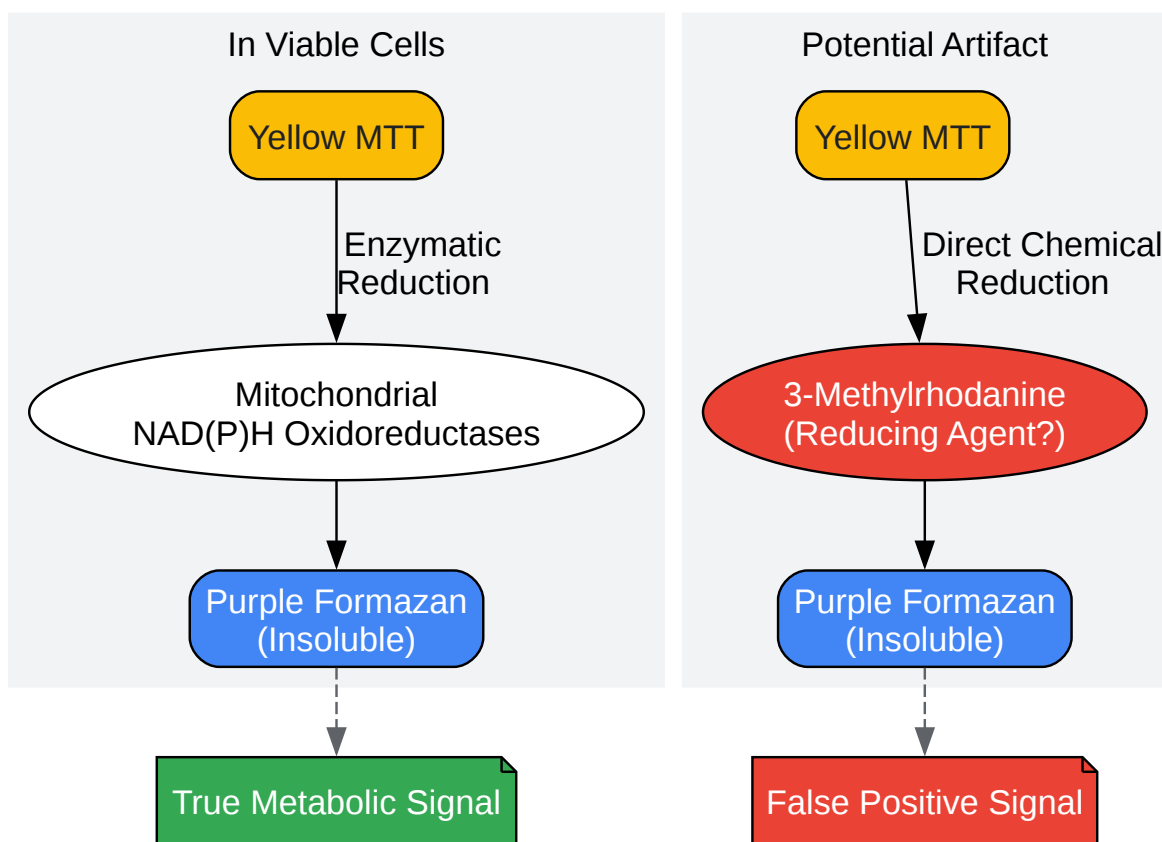 In Viable Cells
Yellow MTT
Enzymatic
Reduction
Mitochondrial
NAD(P)H Oxidoreductases
Purple Formazan
(Insoluble)
True Metabolic Signal
Potential Artifact
Yellow MTT
Direct Chemical
Reduction
3-Methylrhodanine
(Reducing Agent?)
Purple Formazan
(Insoluble)
False Positive Signal